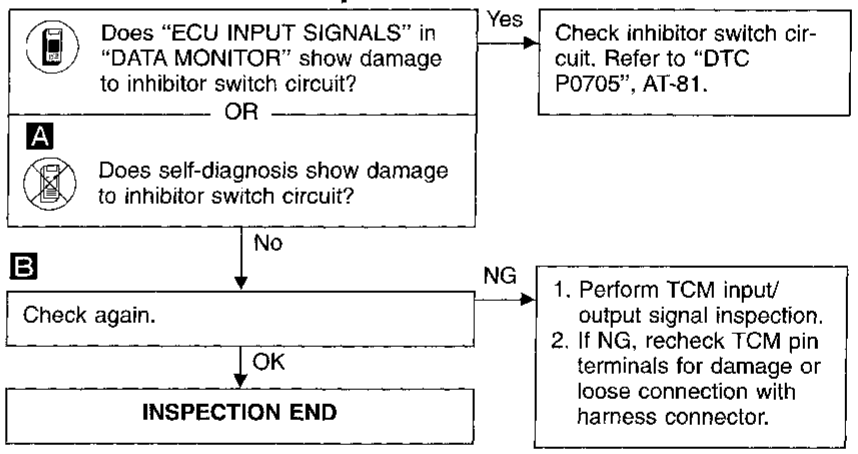 Does “ECU INPUT SIGNALS” in
“DATA MONITOR” show damage
to inhibitor switch circuit?
Yes
Check inhibitor switch cir-
cuit. Refer to “DTC
P0705”, AT-81.
OR
A
Does self-diagnosis show damage
to inhibitor switch circuit?
No
B
Check again.
NG
1. Perform TCM input/
output signal inspection.
2. If NG, recheck TCM pin
terminals for damage or
loose connection with
harness connector.
OK
INSPECTION END